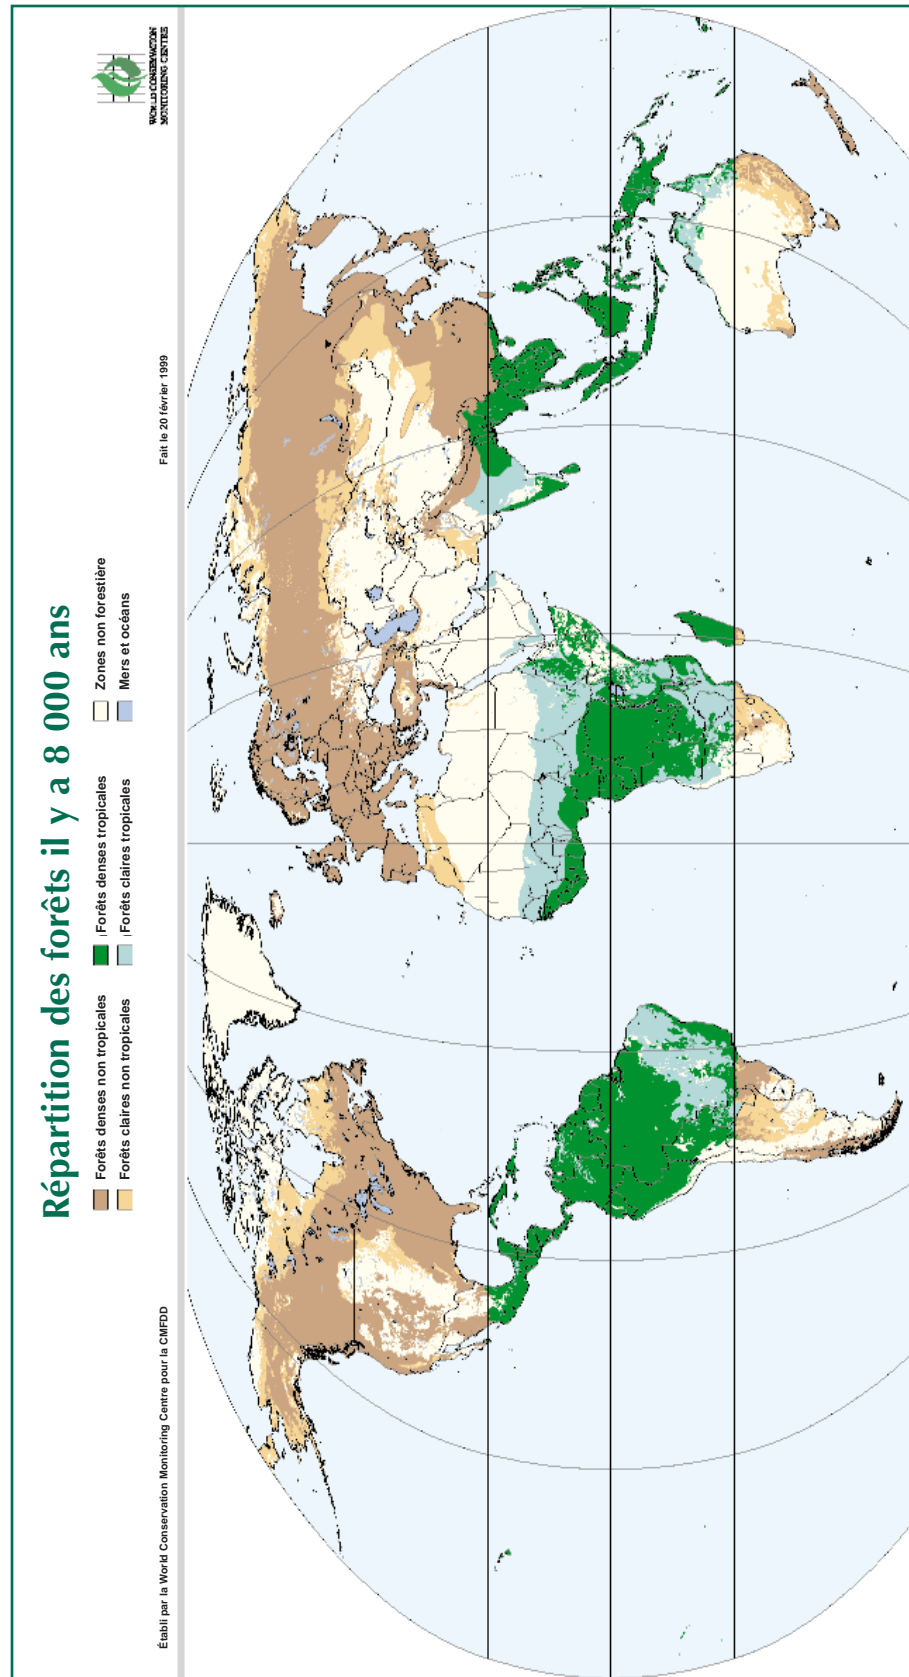 Répartition des forêts il y a 8 000 ans
Forêts denses non tropicales
Forêts denses tropicales
Zones non forestière
Forêts claires non tropicales
Forêts claires tropicales
Mers et océans
Établi par la World Conservation Monitoring Centre pour la CMFDD
Fait le 20 février 1999
WORLD CONSERVATION
MONITORING CENTRE